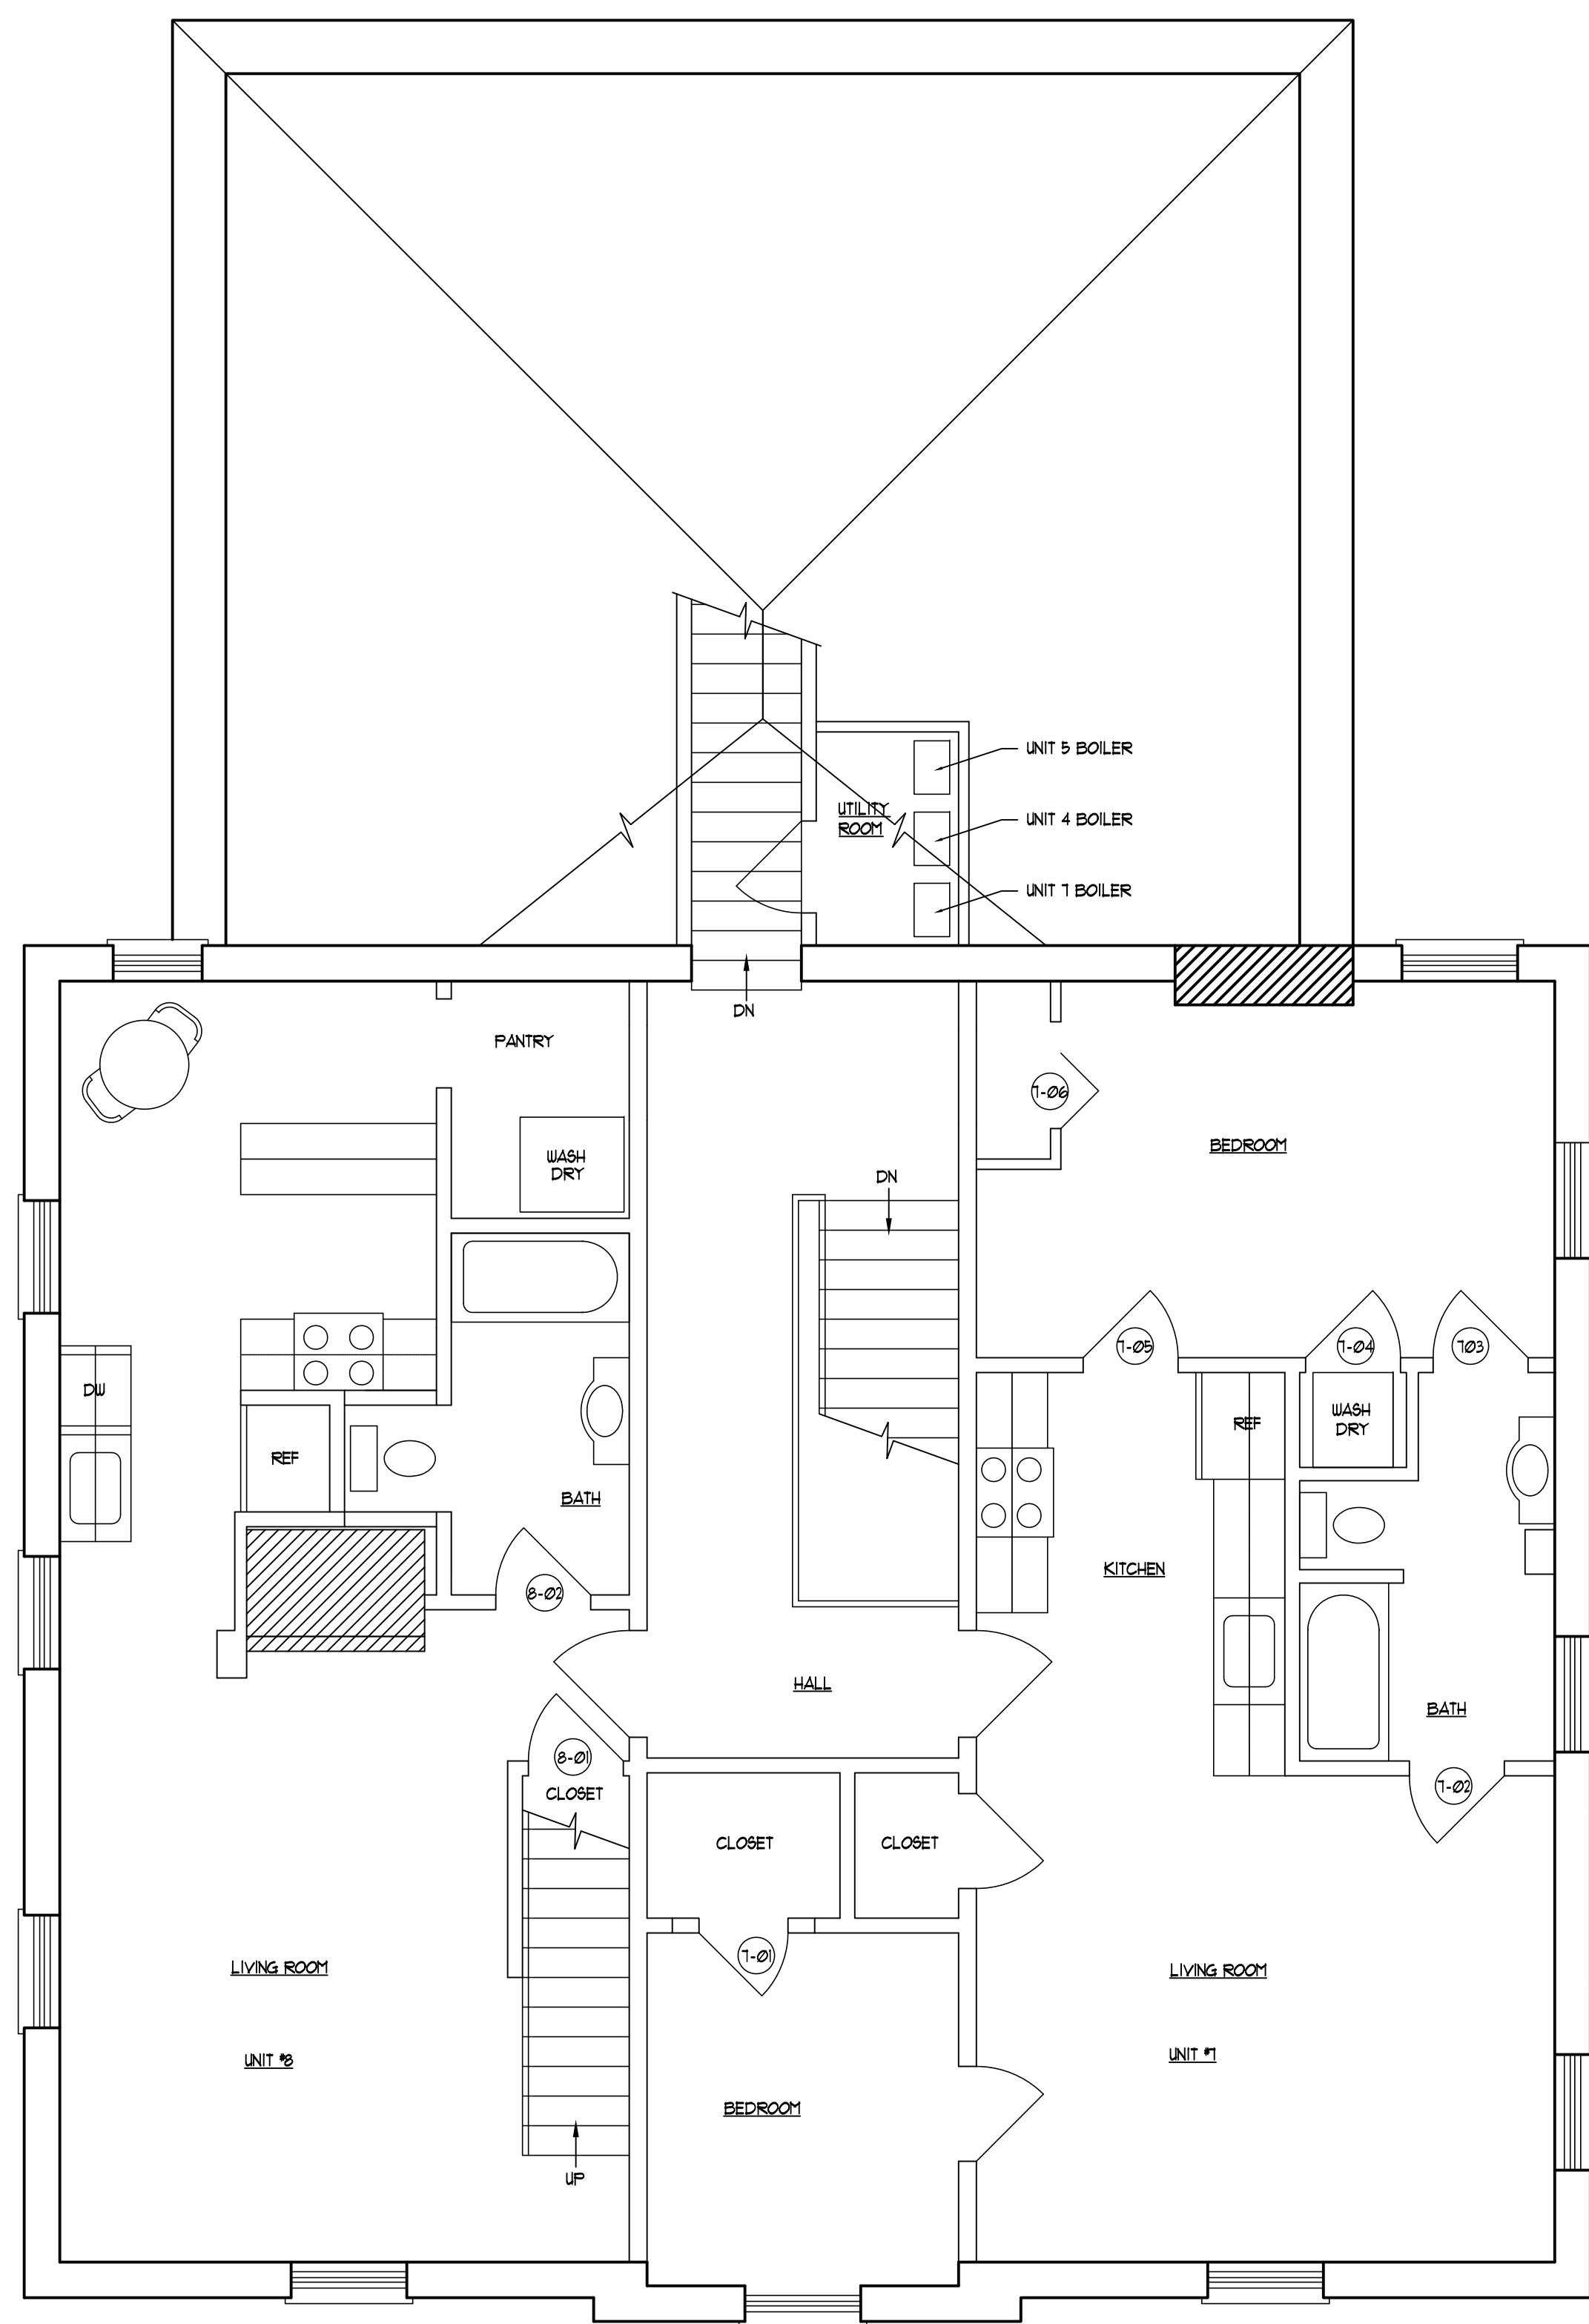 UNIT 5 BOILER
UTILITY
ROOM
UNIT 4 BOILER
UNIT 7 BOILER
DN
PANTRY
7-06
BEDROOM
WASH
DRY
DN
7-05
7-04
703
DW
REF
WASH
DRY
REF
BATH
KITCHEN
8-02
HALL
BATH
8-01
CLOSET
7-02
CLOSET
CLOSET
7-01
LIVING ROOM
LIVING ROOM
UNIT #8
UNIT #7
BEDROOM
UP